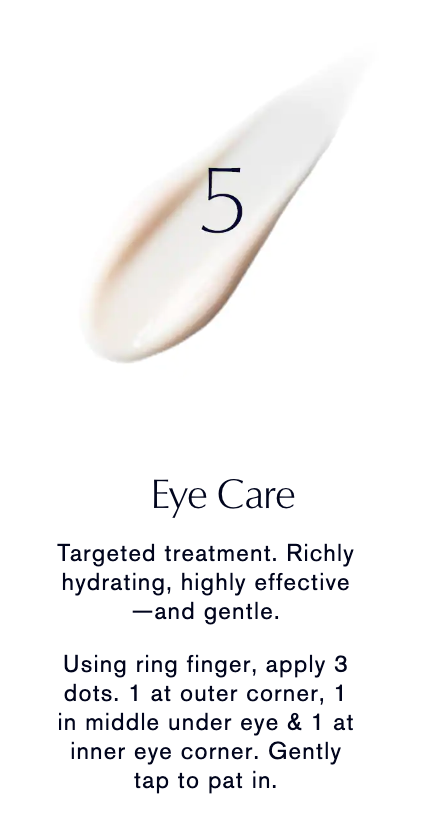 5
Eye Care
Targeted treatment. Richly
hydrating, highly effective
—and gentle.
Using ring finger, apply 3
dots. 1 at outer corner, 1
in middle under eye & 1 at
inner eye corner. Gently
tap to pat in.